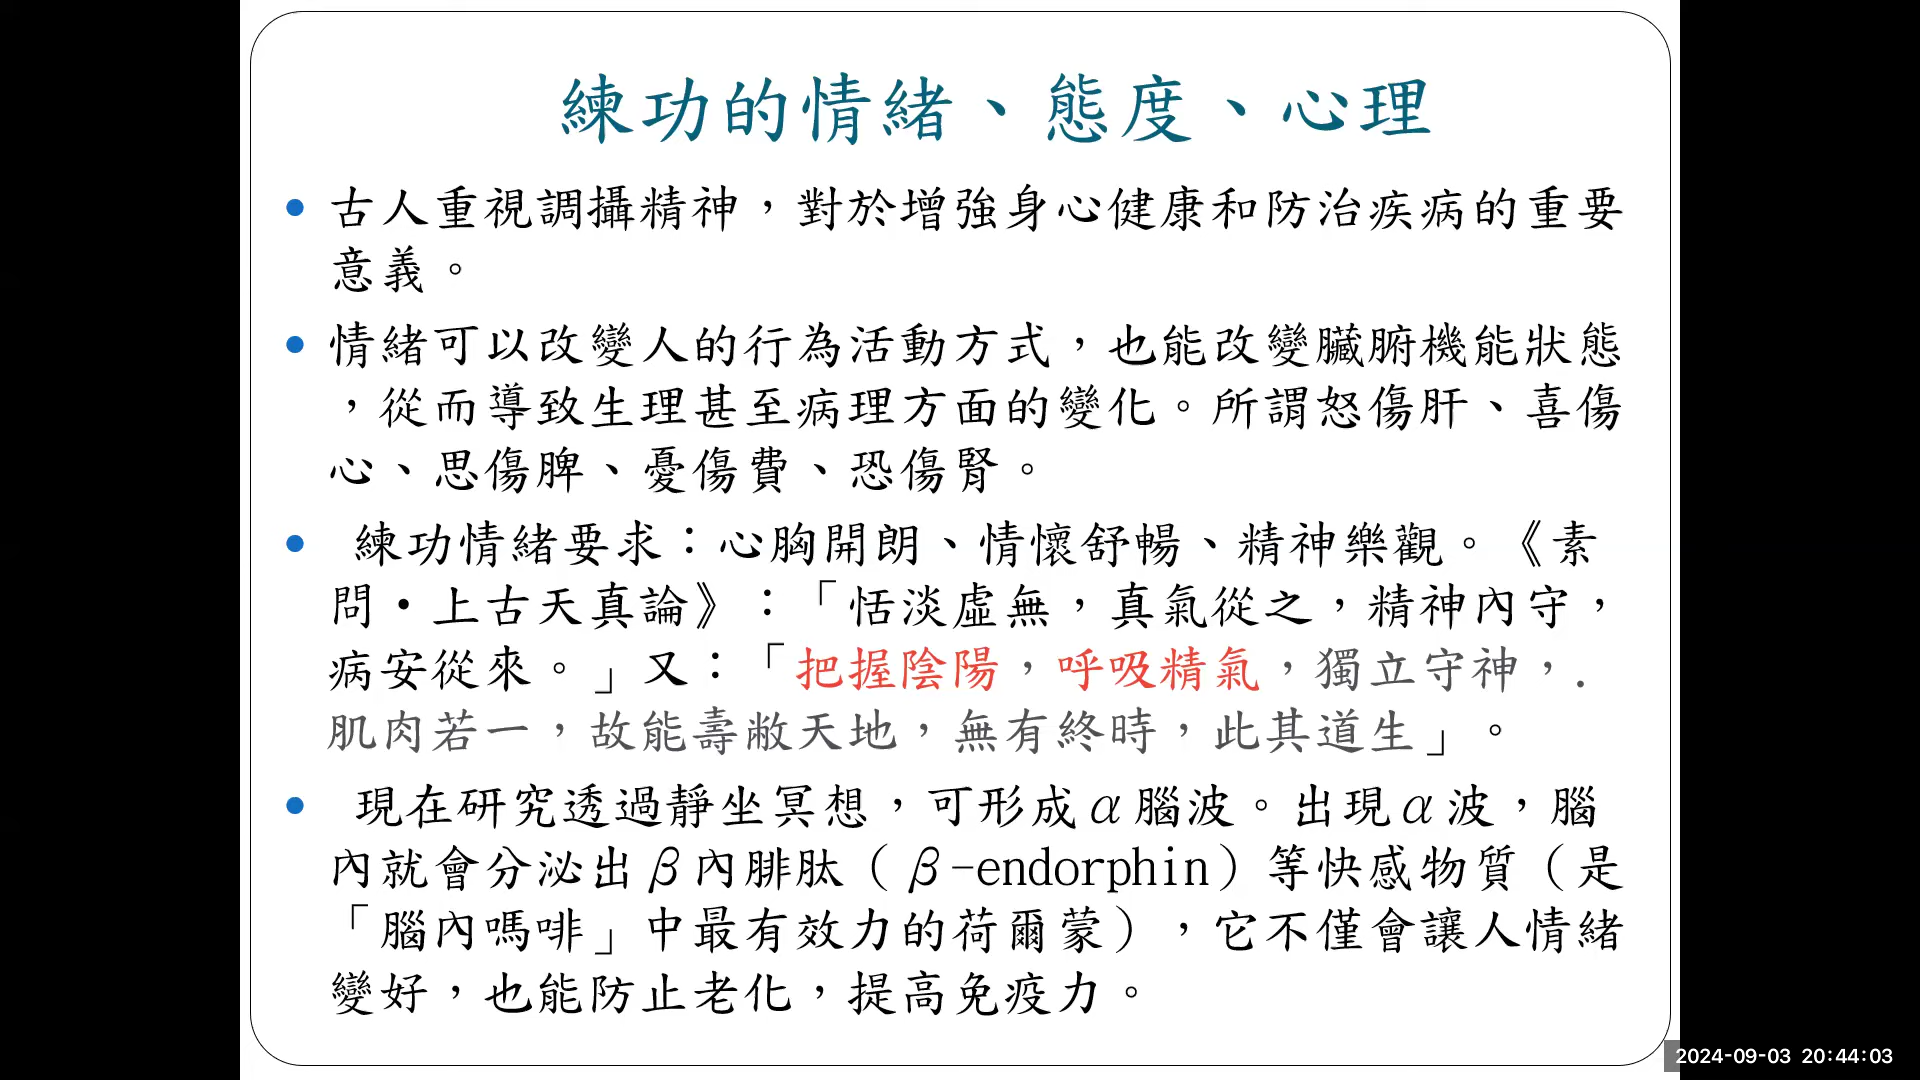 練功的情緒、態度、心理
• 古人重視調攝精神，對於增強身心健康和防治疾病的重要
意義。
• 情緒可以改變人的行為活動方式，也能改變臟腑機能狀態
，從而導致生理甚至病理方面的變化。所謂怒傷肝、喜傷
心、思傷脾、憂傷費、恐傷腎。
• 練功情緒要求：心胸開朗、情懷舒暢、精神樂觀。《素
問•上古天真論》：「恬淡虛無，真氣從之，精神內守，
病安從來。」又：「把握陰陽，呼吸精氣，獨立守神，.
肌肉若一，故能壽敝天地，無有終時，此其道生」。
• 現在研究透過靜坐冥想，可形成α腦波。出現α波，腦
內就會分泌出β內腓肽（β-endorphin）等快感物質（是
「腦內嗎啡」中最有效力的荷爾蒙），它不僅會讓人情緒
變好，也能防止老化，提高免疫力。
2024-09-03 20:44:03